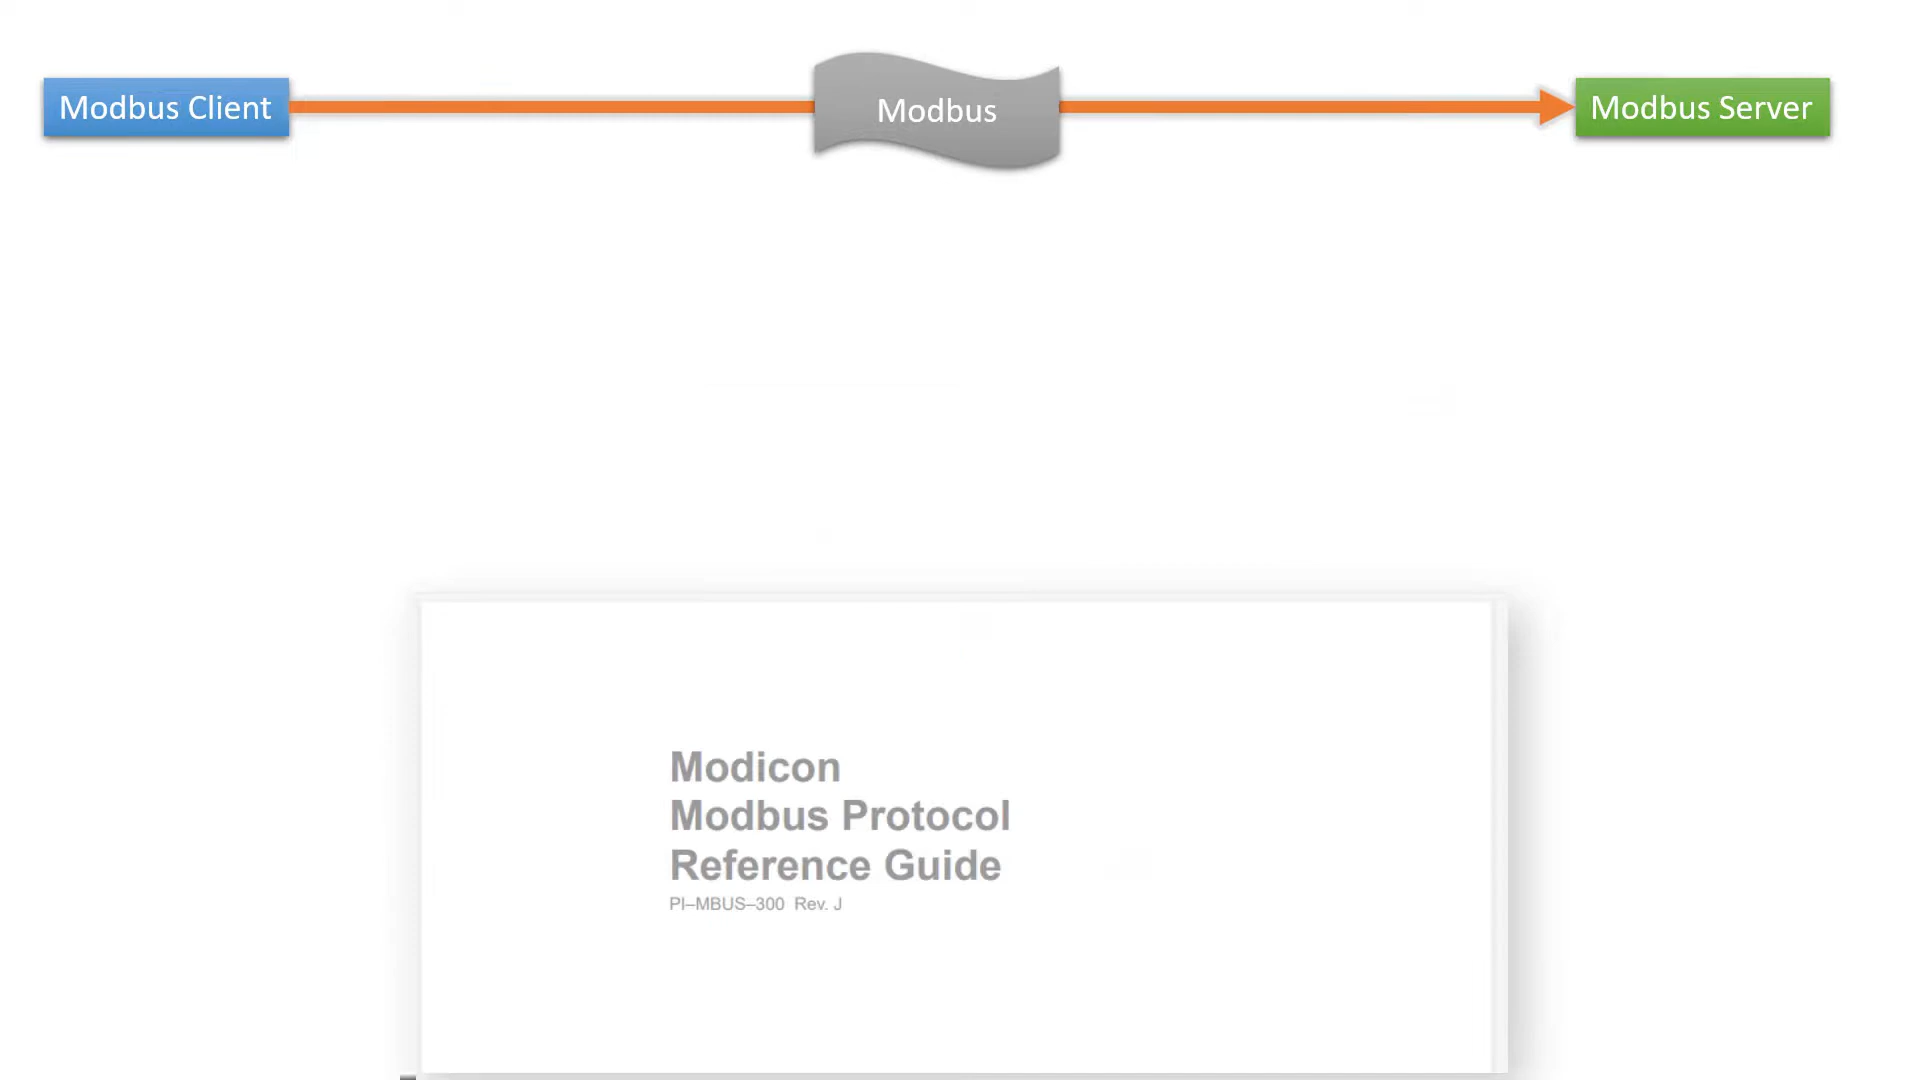 Modbus Client
Modbus
Modbus Server
Modicon
Modbus Protocol
Reference Guide
PI–MBUS–300 Rev. J